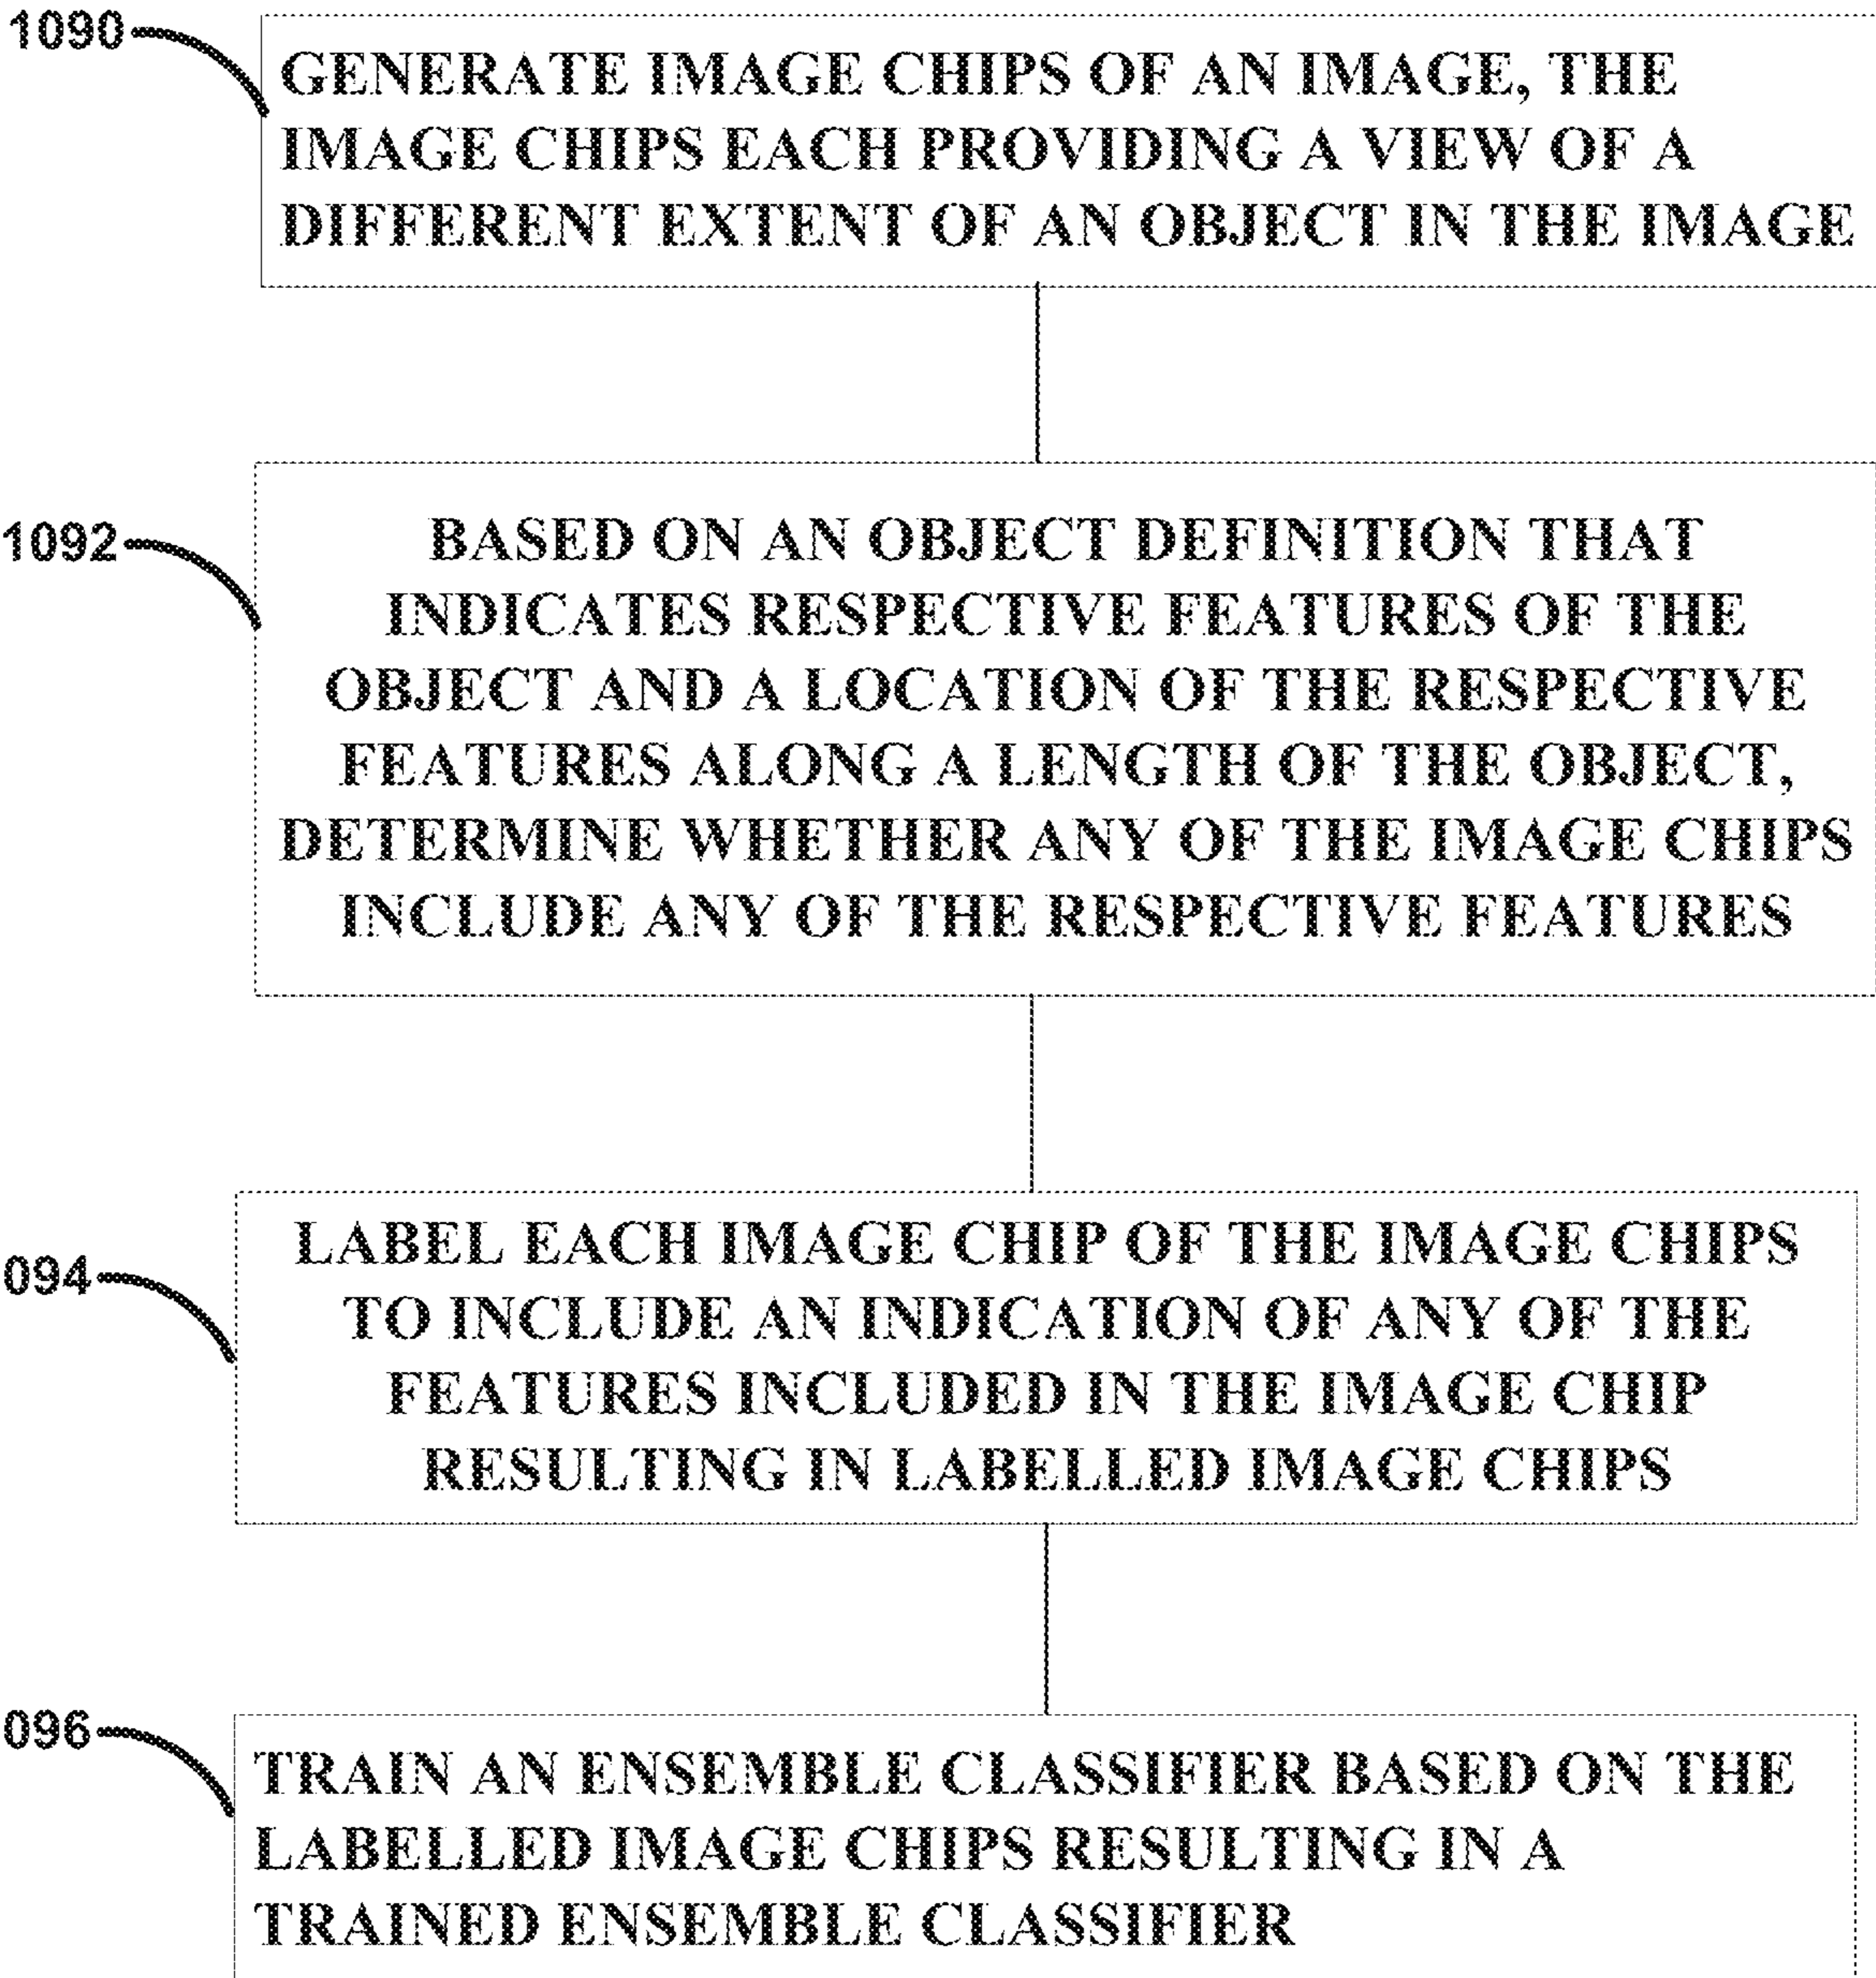 1090
GENERATE IMAGE CHIPS OF AN IMAGE, THE
IMAGE CHIPS EACH PROVIDING A VIEW OF A
DIFFERENT EXTENT OF AN OBJECT IN THE IMAGE
1092
BASED ON AN OBJECT DEFINITION THAT
INDICATES RESPECTIVE FEATURES OF THE
OBJECT AND A LOCATION OF THE RESPECTIVE
FEATURES ALONG A LENGTH OF THE OBJECT,
DETERMINE WHETHER ANY OF THE IMAGE CHIPS
INCLUDE ANY OF THE RESPECTIVE FEATURES
094
LABEL EACH IMAGE CHIP OF THE IMAGE CHIPS
TO INCLUDE AN INDICATION OF ANY OF THE
FEATURES INCLUDED IN THE IMAGE CHIP
RESULTING IN LABELLED IMAGE CHIPS
096
TRAIN AN ENSEMBLE CLASSIFIER BASED ON THE
LABELLED IMAGE CHIPS RESULTING IN A
TRAINED ENSEMBLE CLASSIFIER